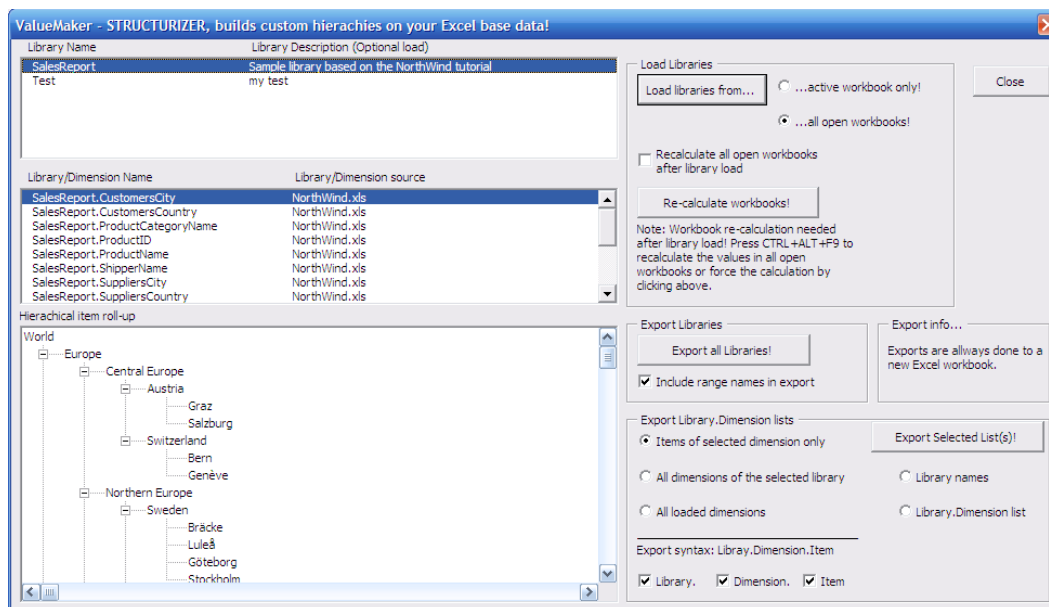 ValueMaker - STRUCTURIZER, builds custom hierachies on your Excel base data!
Library Name Library Description (Optional load)
SalesReport Sample library based on the NorthWind tutorial
Test my test
Library/Dimension Name Library/Dimension source
SalesReport.CustomersCity NorthWind.xls
SalesReport.CustomersCountry NorthWind.xls
SalesReport.ProductCategoryName NorthWind.xls
SalesReport.ProductID NorthWind.xls
SalesReport.ProductName NorthWind.xls
SalesReport.ShipperName NorthWind.xls
SalesReport.SuppliersCity NorthWind.xls
SalesReport.SuppliersCountry NorthWind.xls
Hierachical item roll-up
World
Europe
Central Europe
Austria
Graz
Salzburg
Switzerland
Bern
Genève
Northern Europe
Sweden
Bräcke
Luleå
Göteborg
Stockholm
Load Libraries
Load libraries from...
...active workbook only!
...all open workbooks!
Close
Recalculate all open workbooks
after library load
Re-calculate workbooks!
Note: Workbook re-calculation needed
after library load! Press CTRL+ALT+F9 to
recalculate the values in all open
workbooks or force the calculation by
clicking above.
Export Libraries
Export all Libraries!
Include range names in export
Export info...
Exports are allways done to a
new Excel workbook.
Export Library.Dimension lists
Items of selected dimension only
Export Selected List(s)!
All dimensions of the selected library
Library names
All loaded dimensions
Library.Dimension list
Export syntax: Libray.Dimension.Item
Library. Dimension. Item